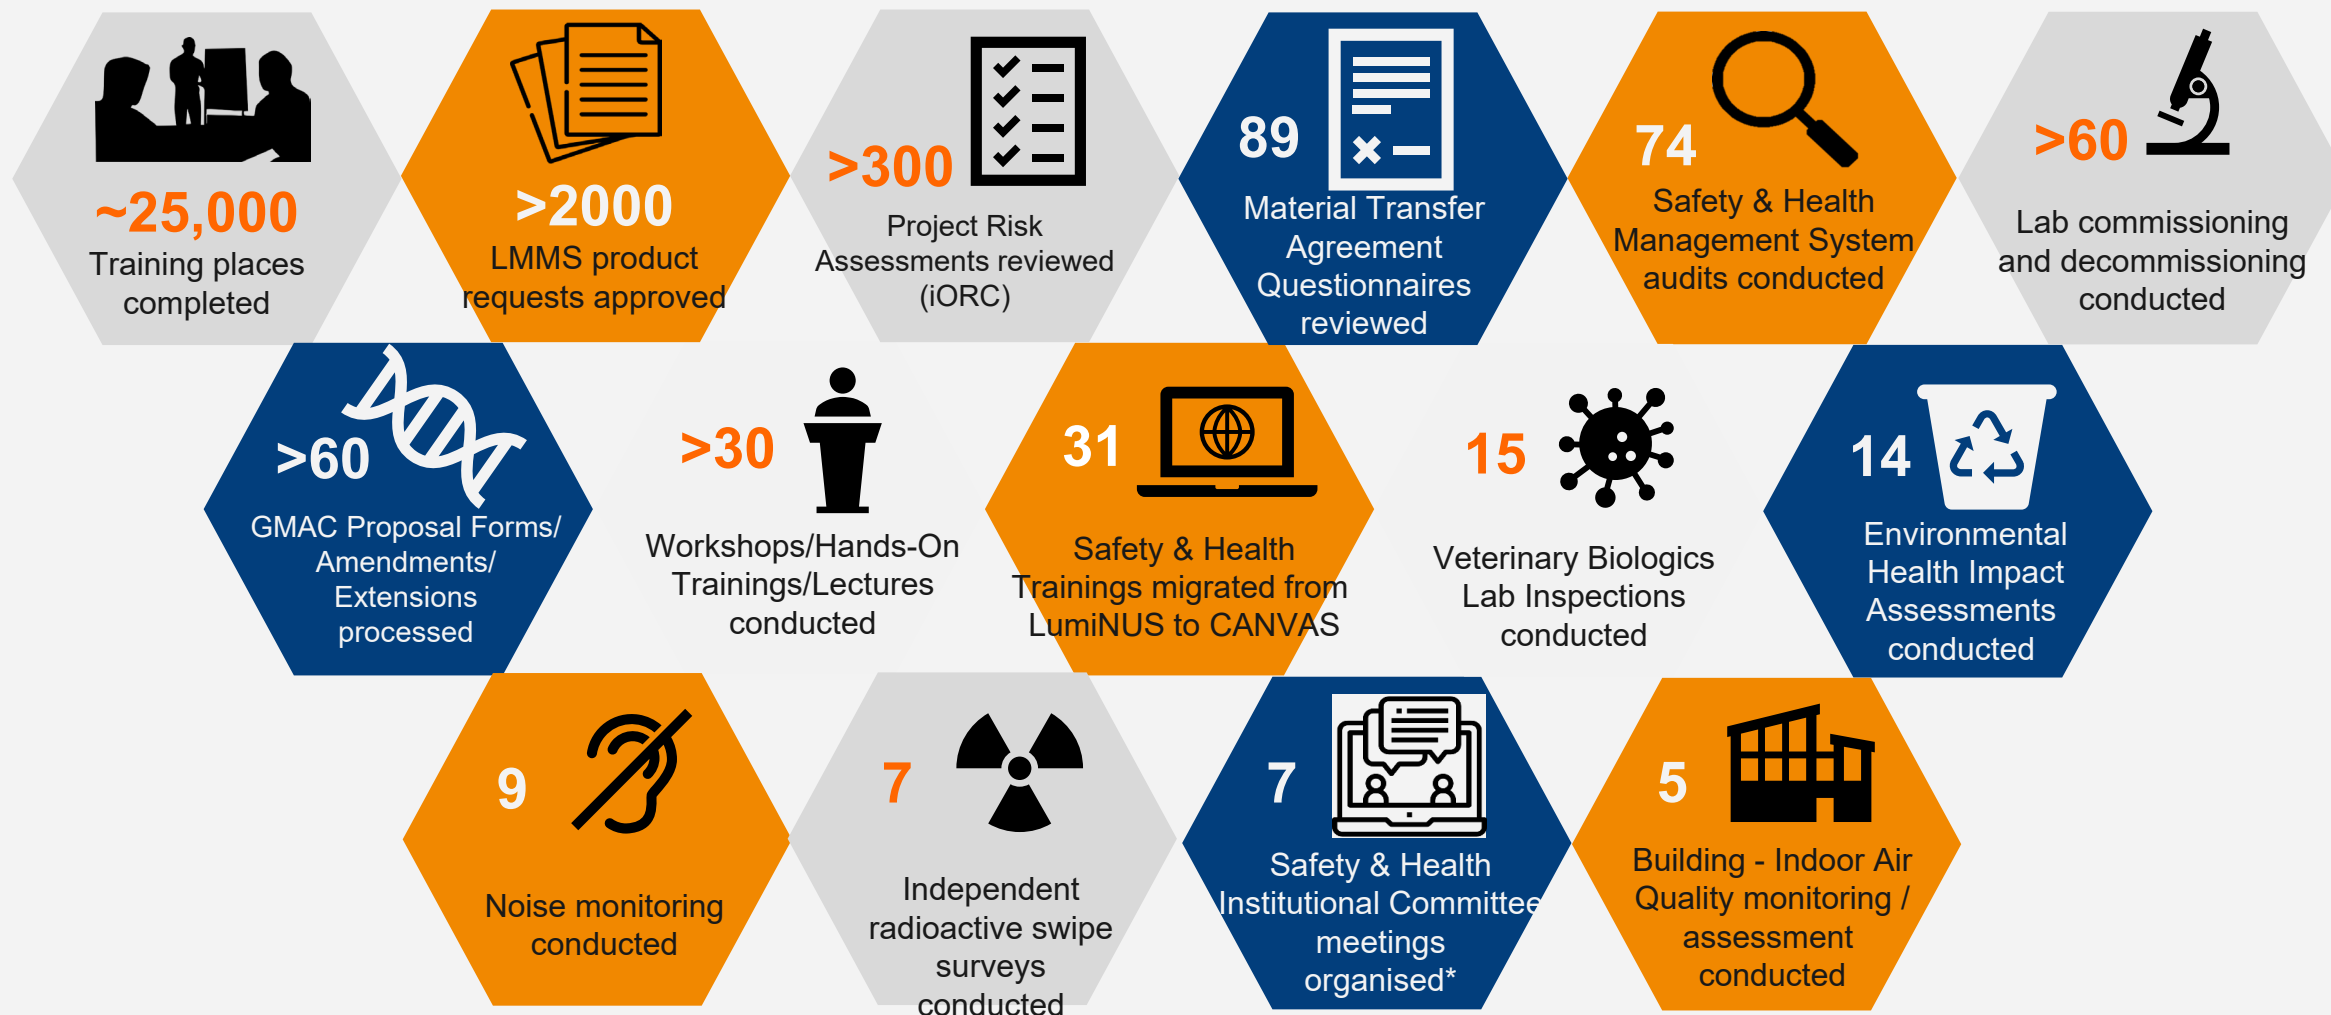 ~25,000
Training places
completed
>2000
LMMS product
requests approved
>300
Project Risk
Assessments reviewed
(iORC)
89
Material Transfer
Agreement
Questionnaires
reviewed
74
Safety & Health
Management System
audits conducted
>60
Lab commissioning
and decommissioning
conducted
>60
GMAC Proposal Forms/
Amendments/
Extensions
processed
>30
Workshops/Hands-On
Trainings/Lectures
conducted
31
Safety & Health
Trainings migrated from
LumiNUS to CANVAS
15
Veterinary Biologics
Lab Inspections
conducted
14
Environmental
Health Impact
Assessments
conducted
9
Noise monitoring
conducted
7
Independent
radioactive swipe
surveys
conducted
7
Safety & Health
Institutional Committee
meetings
organised*
5
Building - Indoor Air
Quality monitoring /
assessment
conducted